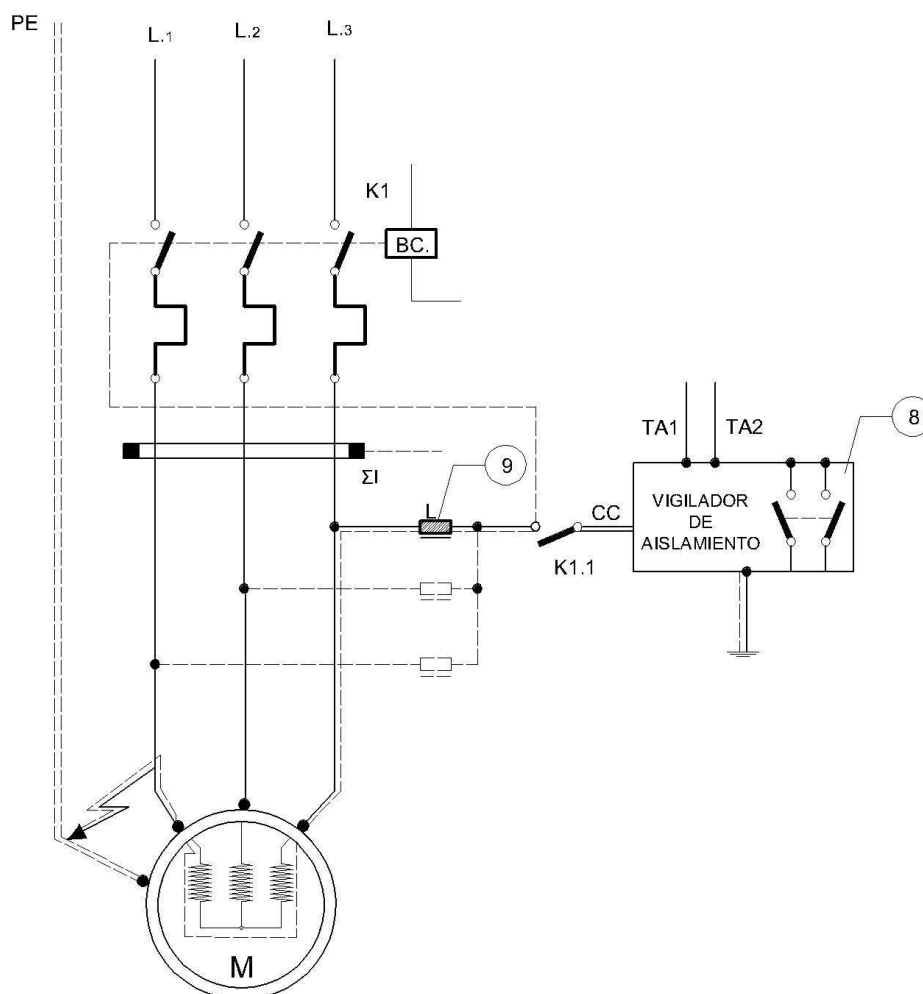 PE
L.1
L.2
L.3
K1
BC.
TA1
TA2
8
ΣI
9
L
CC
K1.1
VIGILADOR
DE
AISLAMIENTO
M